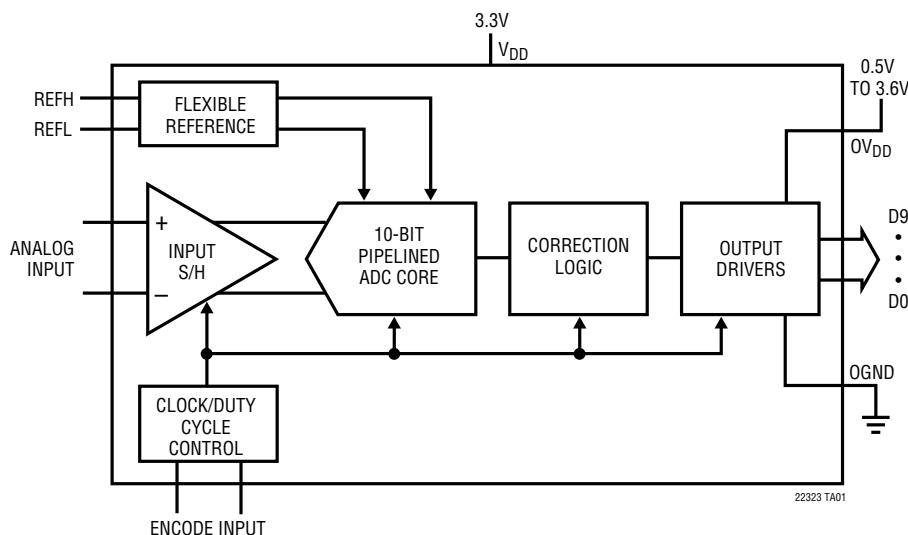 3.3V
V_DD
0.5V
TO 3.6V
OV_DD
REFH
REFL
FLEXIBLE
REFERENCE
ANALOG
INPUT
+
INPUT
S/H
–
10-BIT
PIPELINED
ADC CORE
CORRECTION
LOGIC
OUTPUT
DRIVERS
D9
•
•
•
D0
OGND
CLOCK/DUTY
CYCLE
CONTROL
ENCODE INPUT
22323 TA01